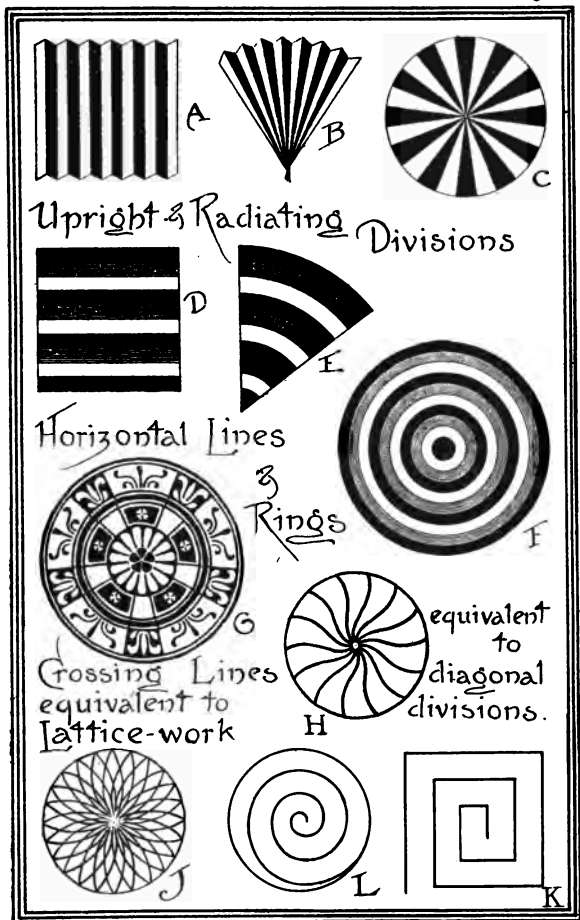 A
B
C
Upright & Radiating Divisions
D
E
Horizontal Lines
& Rings
F
G
Crossing Lines
equivalent to
Lattice-work
H
equivalent
to
diagonal
divisions.
J
L
K